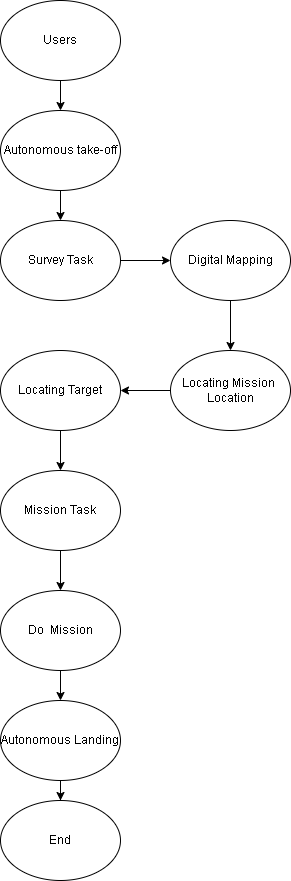 Users
Autonomous take-off
Survey Task
Digital Mapping
Locating Mission
Location
Locating Target
Mission Task
Do  Mission
Autonomous Landing
End